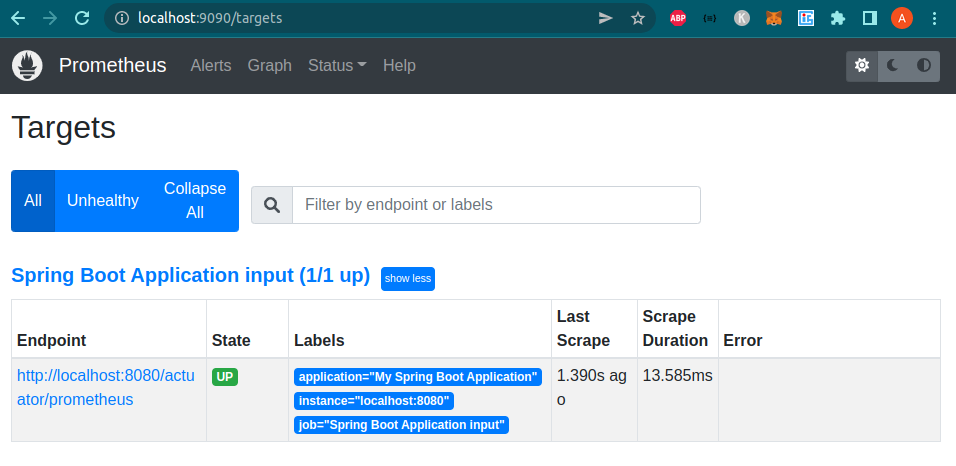 localhost:9090/targets
ABP
A
Prometheus Alerts Graph Status Help
Targets
All Unhealthy Collapse All
Filter by endpoint or labels
Spring Boot Application input (1/1 up) show less
Endpoint State Labels Last Scrape Scrape Duration Error
http://localhost:8080/actuator/prometheus UP application="My Spring Boot Application" 1.390s ago 13.585ms
instance="localhost:8080"
job="Spring Boot Application input"